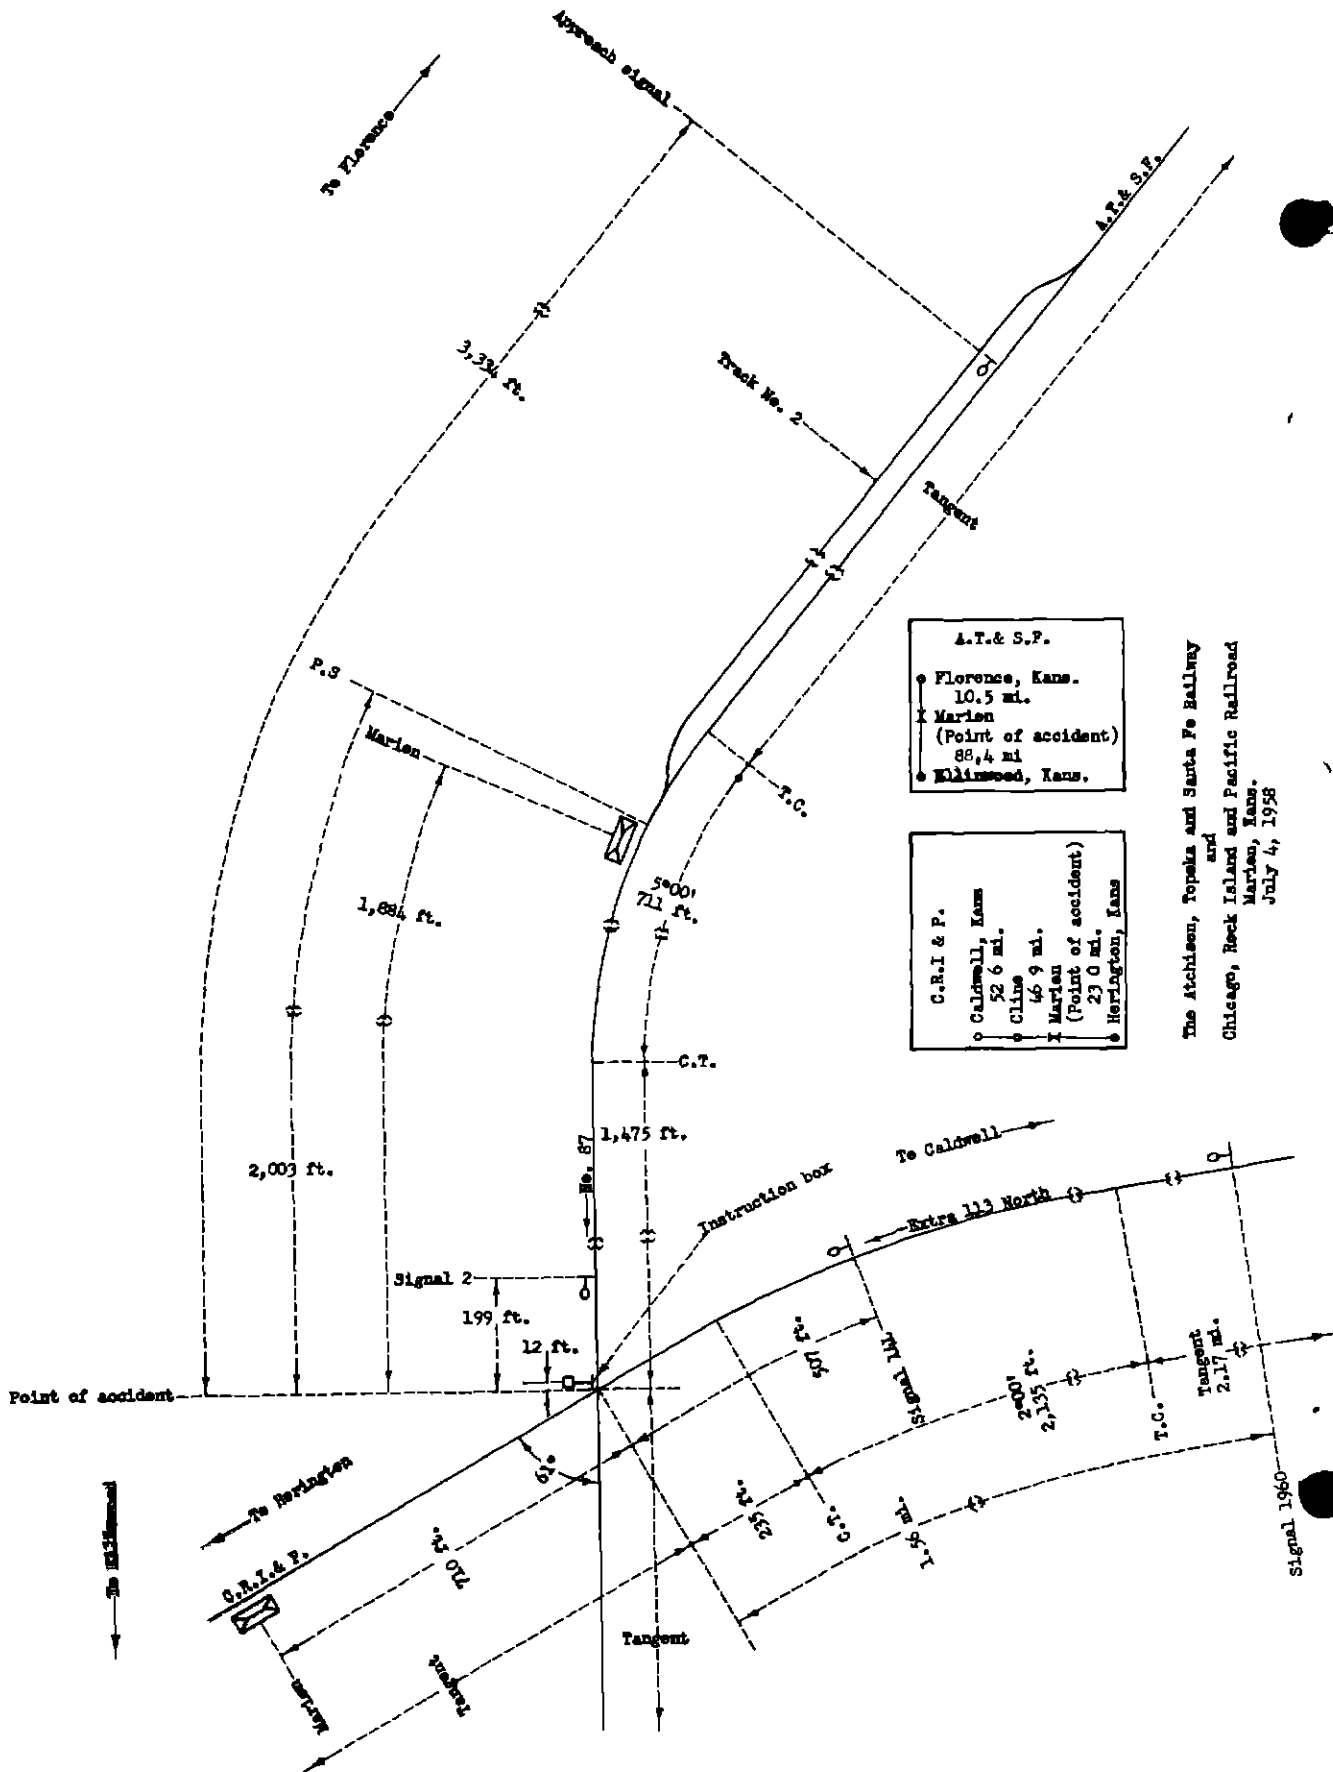 Approach signal
To Florence
3,334 ft.
A.T.& S.F.
Track No. 2
Tangent
P.S
Marion
1,884 ft.
5°00'
711 ft.
T.C.
A.T.& S.F.
Florence, Kans.
10.5 mi.
Marion
(Point of accident)
88,4 mi
Ellinwood, Kans.
C.R.I & P.
Caldwell, Kans
52 6 mi.
Cline
46 9 mi.
Marion
(Point of accident)
23 0 mi.
Herington, Kans
The Atchison, Topeka and Santa Fe Railway
and
Chicago, Rock Island and Pacific Railroad
Marion, Kans.
July 4, 1958
C.T.
1,475 ft.
No. 87
2,003 ft.
Instruction box
To Caldwell
Extra 113 North
Signal 2
199 ft.
12 ft.
Point of accident
507 ft.
Signal 141
2°00'
2,135 ft.
T.C.
Tangent
2.17 mi.
61°
To Herington
To Ellinwood
C.R.I.& P.
710 ft.
235 ft.
C.T.
1.56 mi.
Signal 1960
Tangent
Tangent
Marion